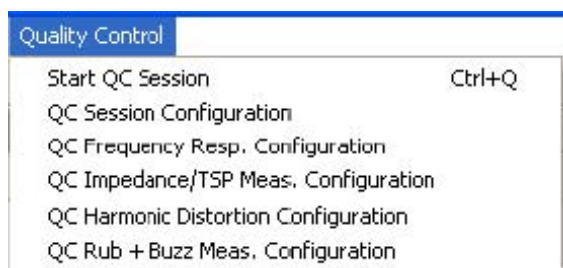 Quality Control
Start QC Session Ctrl+Q
QC Session Configuration
QC Frequency Resp. Configuration
QC Impedance/TSP Meas. Configuration
QC Harmonic Distortion Configuration
QC Rub + Buzz Meas. Configuration